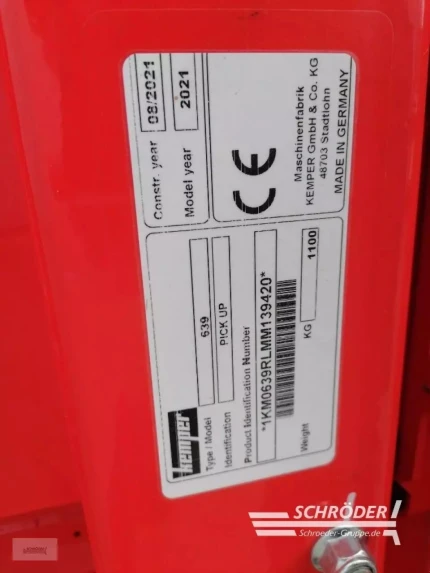 Constr. year 08/2021
Model year 2021
CE
Maschinenfabrik
KEMPER GmbH & Co. KG
48703 Stadtlohn
MADE IN GERMANY
kemper
Type / Model 639
Identification PICK UP
Product Identification Number
*1KM0639RLMM139420*
Weight KG 1100
SCHRÖDER
Schroeder-Gruppe.de